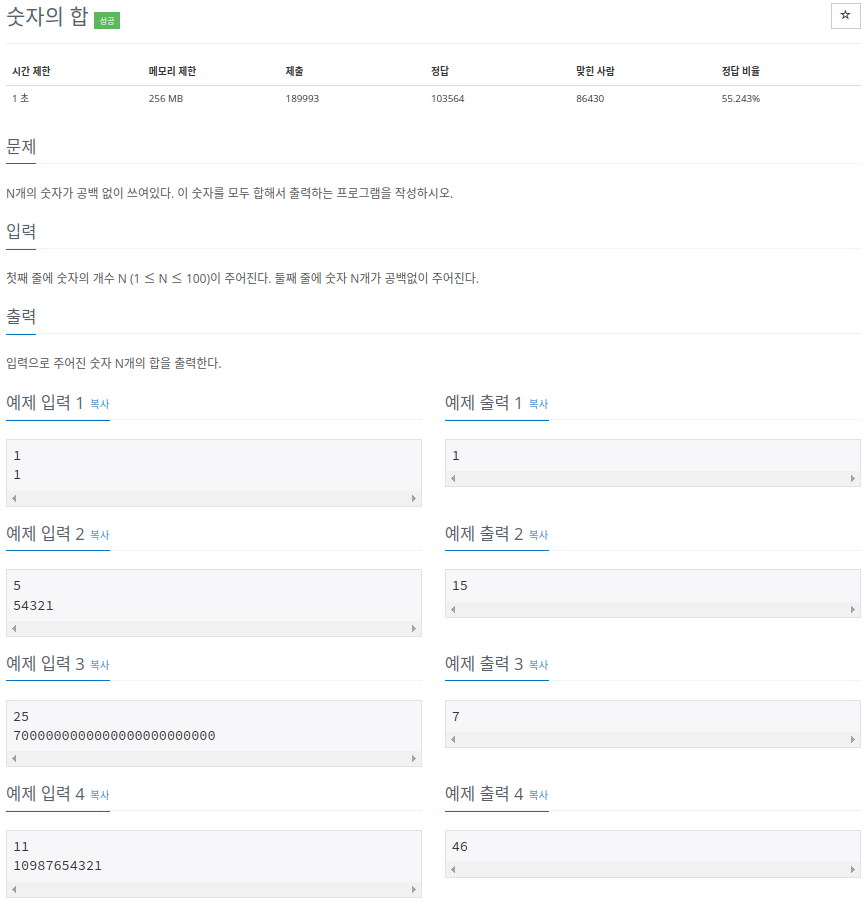 숫자의 합 성공
☆
시간 제한 메모리 제한 제출 정답 맞힌 사람 정답 비율
1 초 256 MB 189993 103564 86430 55.243%
문제
N개의 숫자가 공백 없이 쓰여있다. 이 숫자를 모두 합해서 출력하는 프로그램을 작성하시오.
입력
첫째 줄에 숫자의 개수 N (1 ≤ N ≤ 100)이 주어진다. 둘째 줄에 숫자 N개가 공백없이 주어진다.
출력
입력으로 주어진 숫자 N개의 합을 출력한다.
예제 입력 1 복사
1
1
예제 출력 1 복사
1
예제 입력 2 복사
5
54321
예제 출력 2 복사
15
예제 입력 3 복사
25
7000000000000000000000000
예제 출력 3 복사
7
예제 입력 4 복사
11
10987654321
예제 출력 4 복사
46